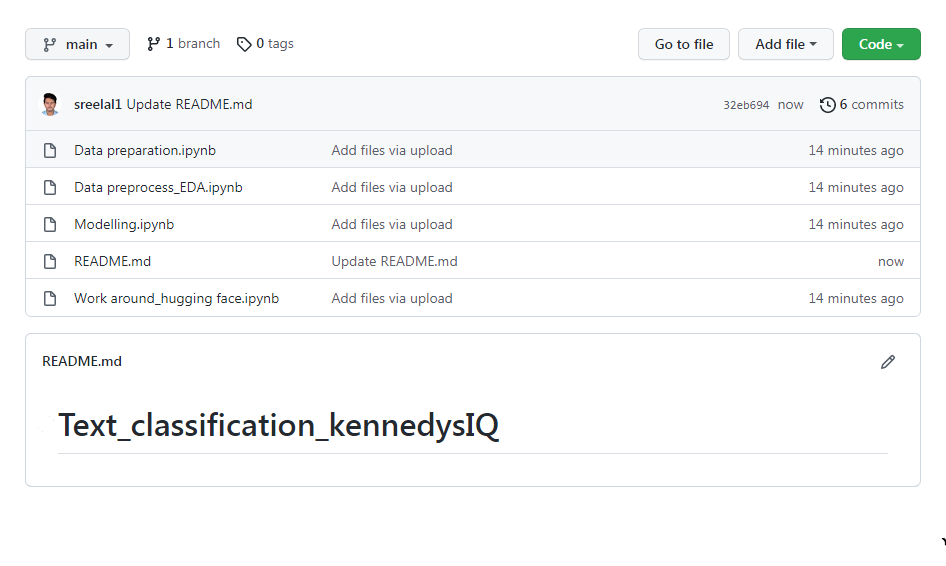 main 1 branch 0 tags Go to file Add file Code
sreelal1 Update README.md 32eb694 now 6 commits
Data preparation.ipynb Add files via upload 14 minutes ago
Data preprocess_EDA.ipynb Add files via upload 14 minutes ago
Modelling.ipynb Add files via upload 14 minutes ago
README.md Update README.md now
Work around_hugging face.ipynb Add files via upload 14 minutes ago
README.md
Text_classification_kennedysIQ